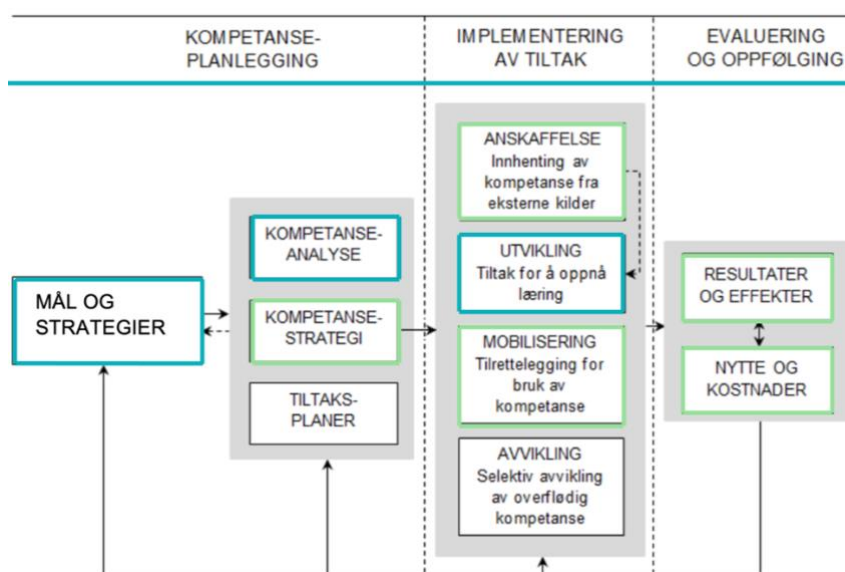 KOMPETANSE-
PLANLEGGING
IMPLEMENTERING
AV TILTAK
EVALUERING
OG OPPFØLGING
MÅL OG
STRATEGIER
KOMPETANSE-
ANALYSE
KOMPETANSE-
STRATEGI
TILTAKS-
PLANER
ANSKAFFELSE
Innhenting av
kompetanse fra
eksterne kilder
UTVIKLING
Tiltak for å oppnå
læring
MOBILISERING
Tilrettelegging for
bruk av
kompetanse
AVVIKLING
Selektiv avvikling
av overflødig
kompetanse
RESULTATER
OG EFFEKTER
NYTTE OG
KOSTNADER